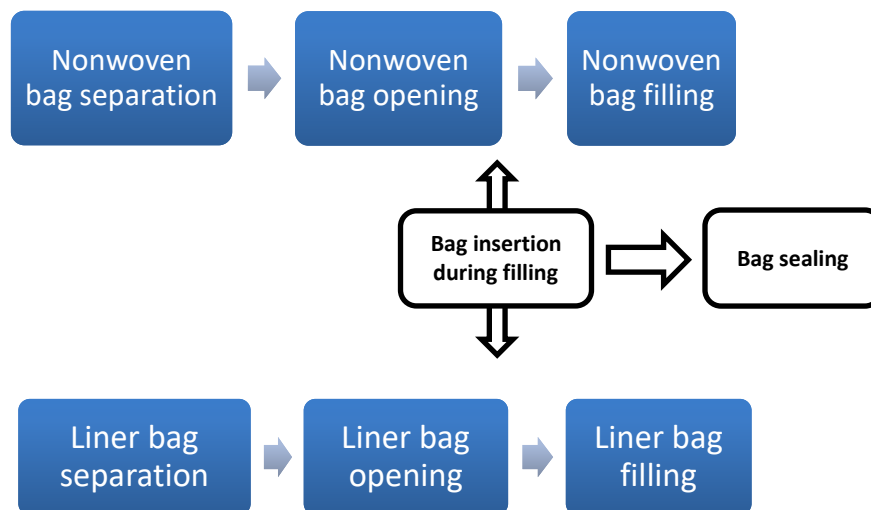 Nonwoven
bag separation
Nonwoven
bag opening
Nonwoven
bag filling
Bag insertion
during filling
Bag sealing
Liner bag
separation
Liner bag
opening
Liner bag
filling